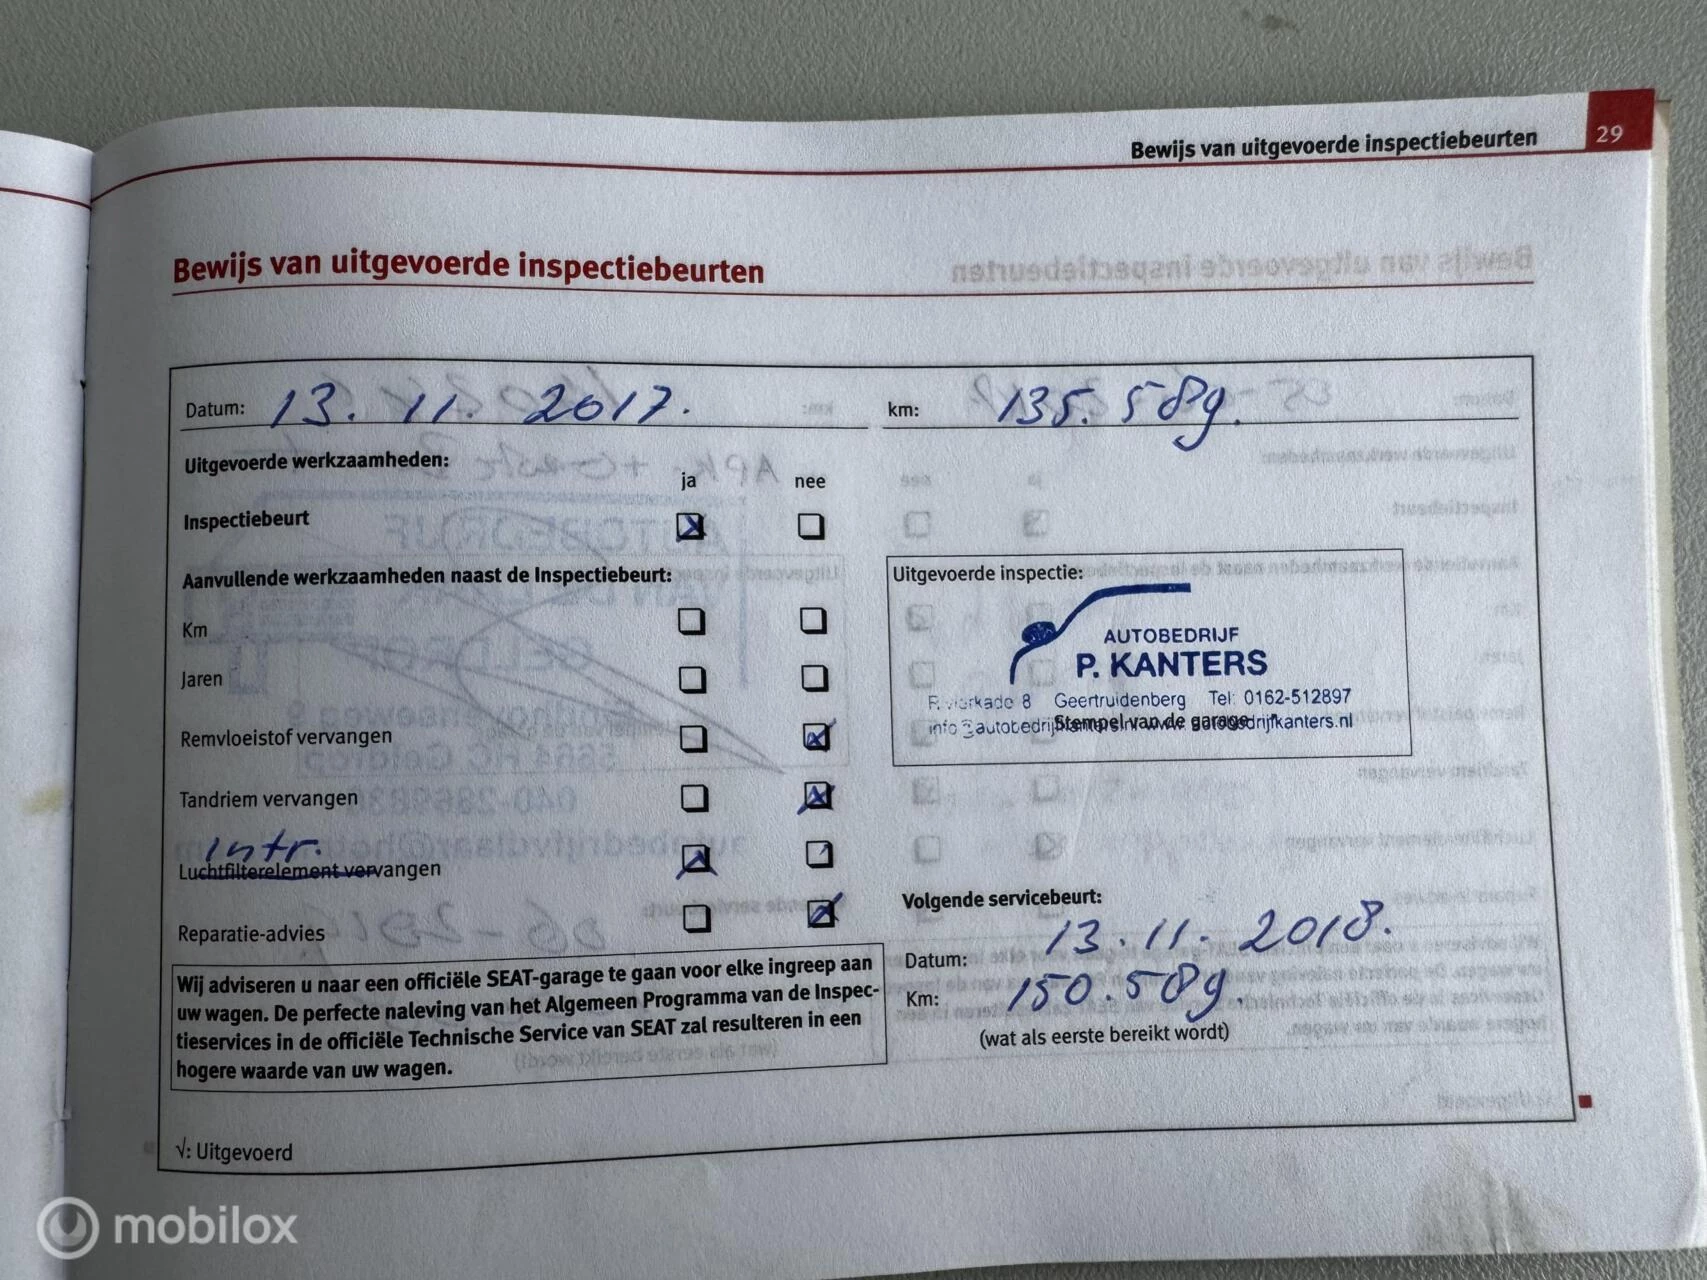 Bewijs van uitgevoerde inspectiebeurten 29
Bewijs van uitgevoerde inspectiebeurten
Datum: 13. 11. 2017. km: 135.589.
Uitgevoerde werkzaamheden:
ja nee
Inspectiebeurt
Aanvullende werkzaamheden naast de Inspectiebeurt:
Km
Jaren
Remvloeistof vervangen
Tandriem vervangen
intr.
Luchtfilterelement vervangen
Reparatie-advies
Wij adviseren u naar een officiële SEAT-garage te gaan voor elke ingreep aan
uw wagen. De perfecte naleving van het Algemeen Programma van de Inspec-
tieservices in de officiële Technische Service van SEAT zal resulteren in een
hogere waarde van uw wagen.
√: Uitgevoerd
Uitgevoerde inspectie:
AUTOBEDRIJF
P. KANTERS
8 Geertruidenberg Tel: 0162-512897
Stempel van de garage
Volgende servicebeurt:
Datum: 13.11. 2018.
Km: 150.589.
(wat als eerste bereikt wordt)
mobilox